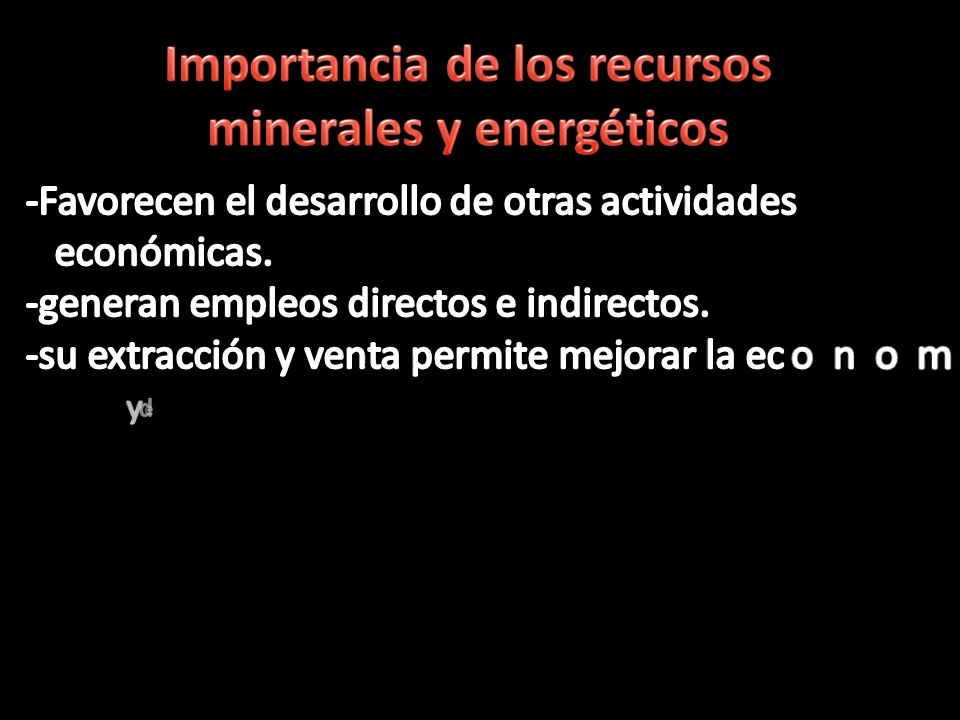 Importancia de los recursos
minerales y energéticos
-Favorecen el desarrollo de otras actividades
económicas.
-generan empleos directos e indirectos.
-su extracción y venta permite mejorar la econom
y